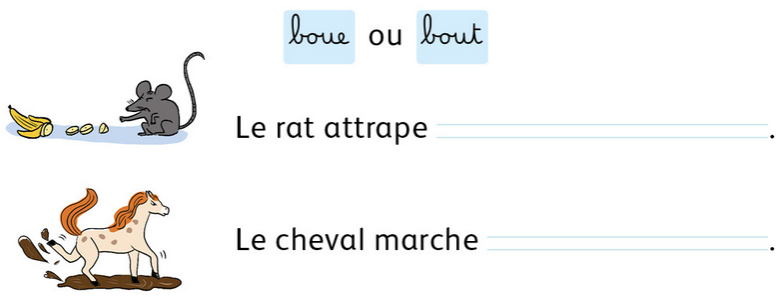 boue ou bout
Le rat attrape .
Le cheval marche .